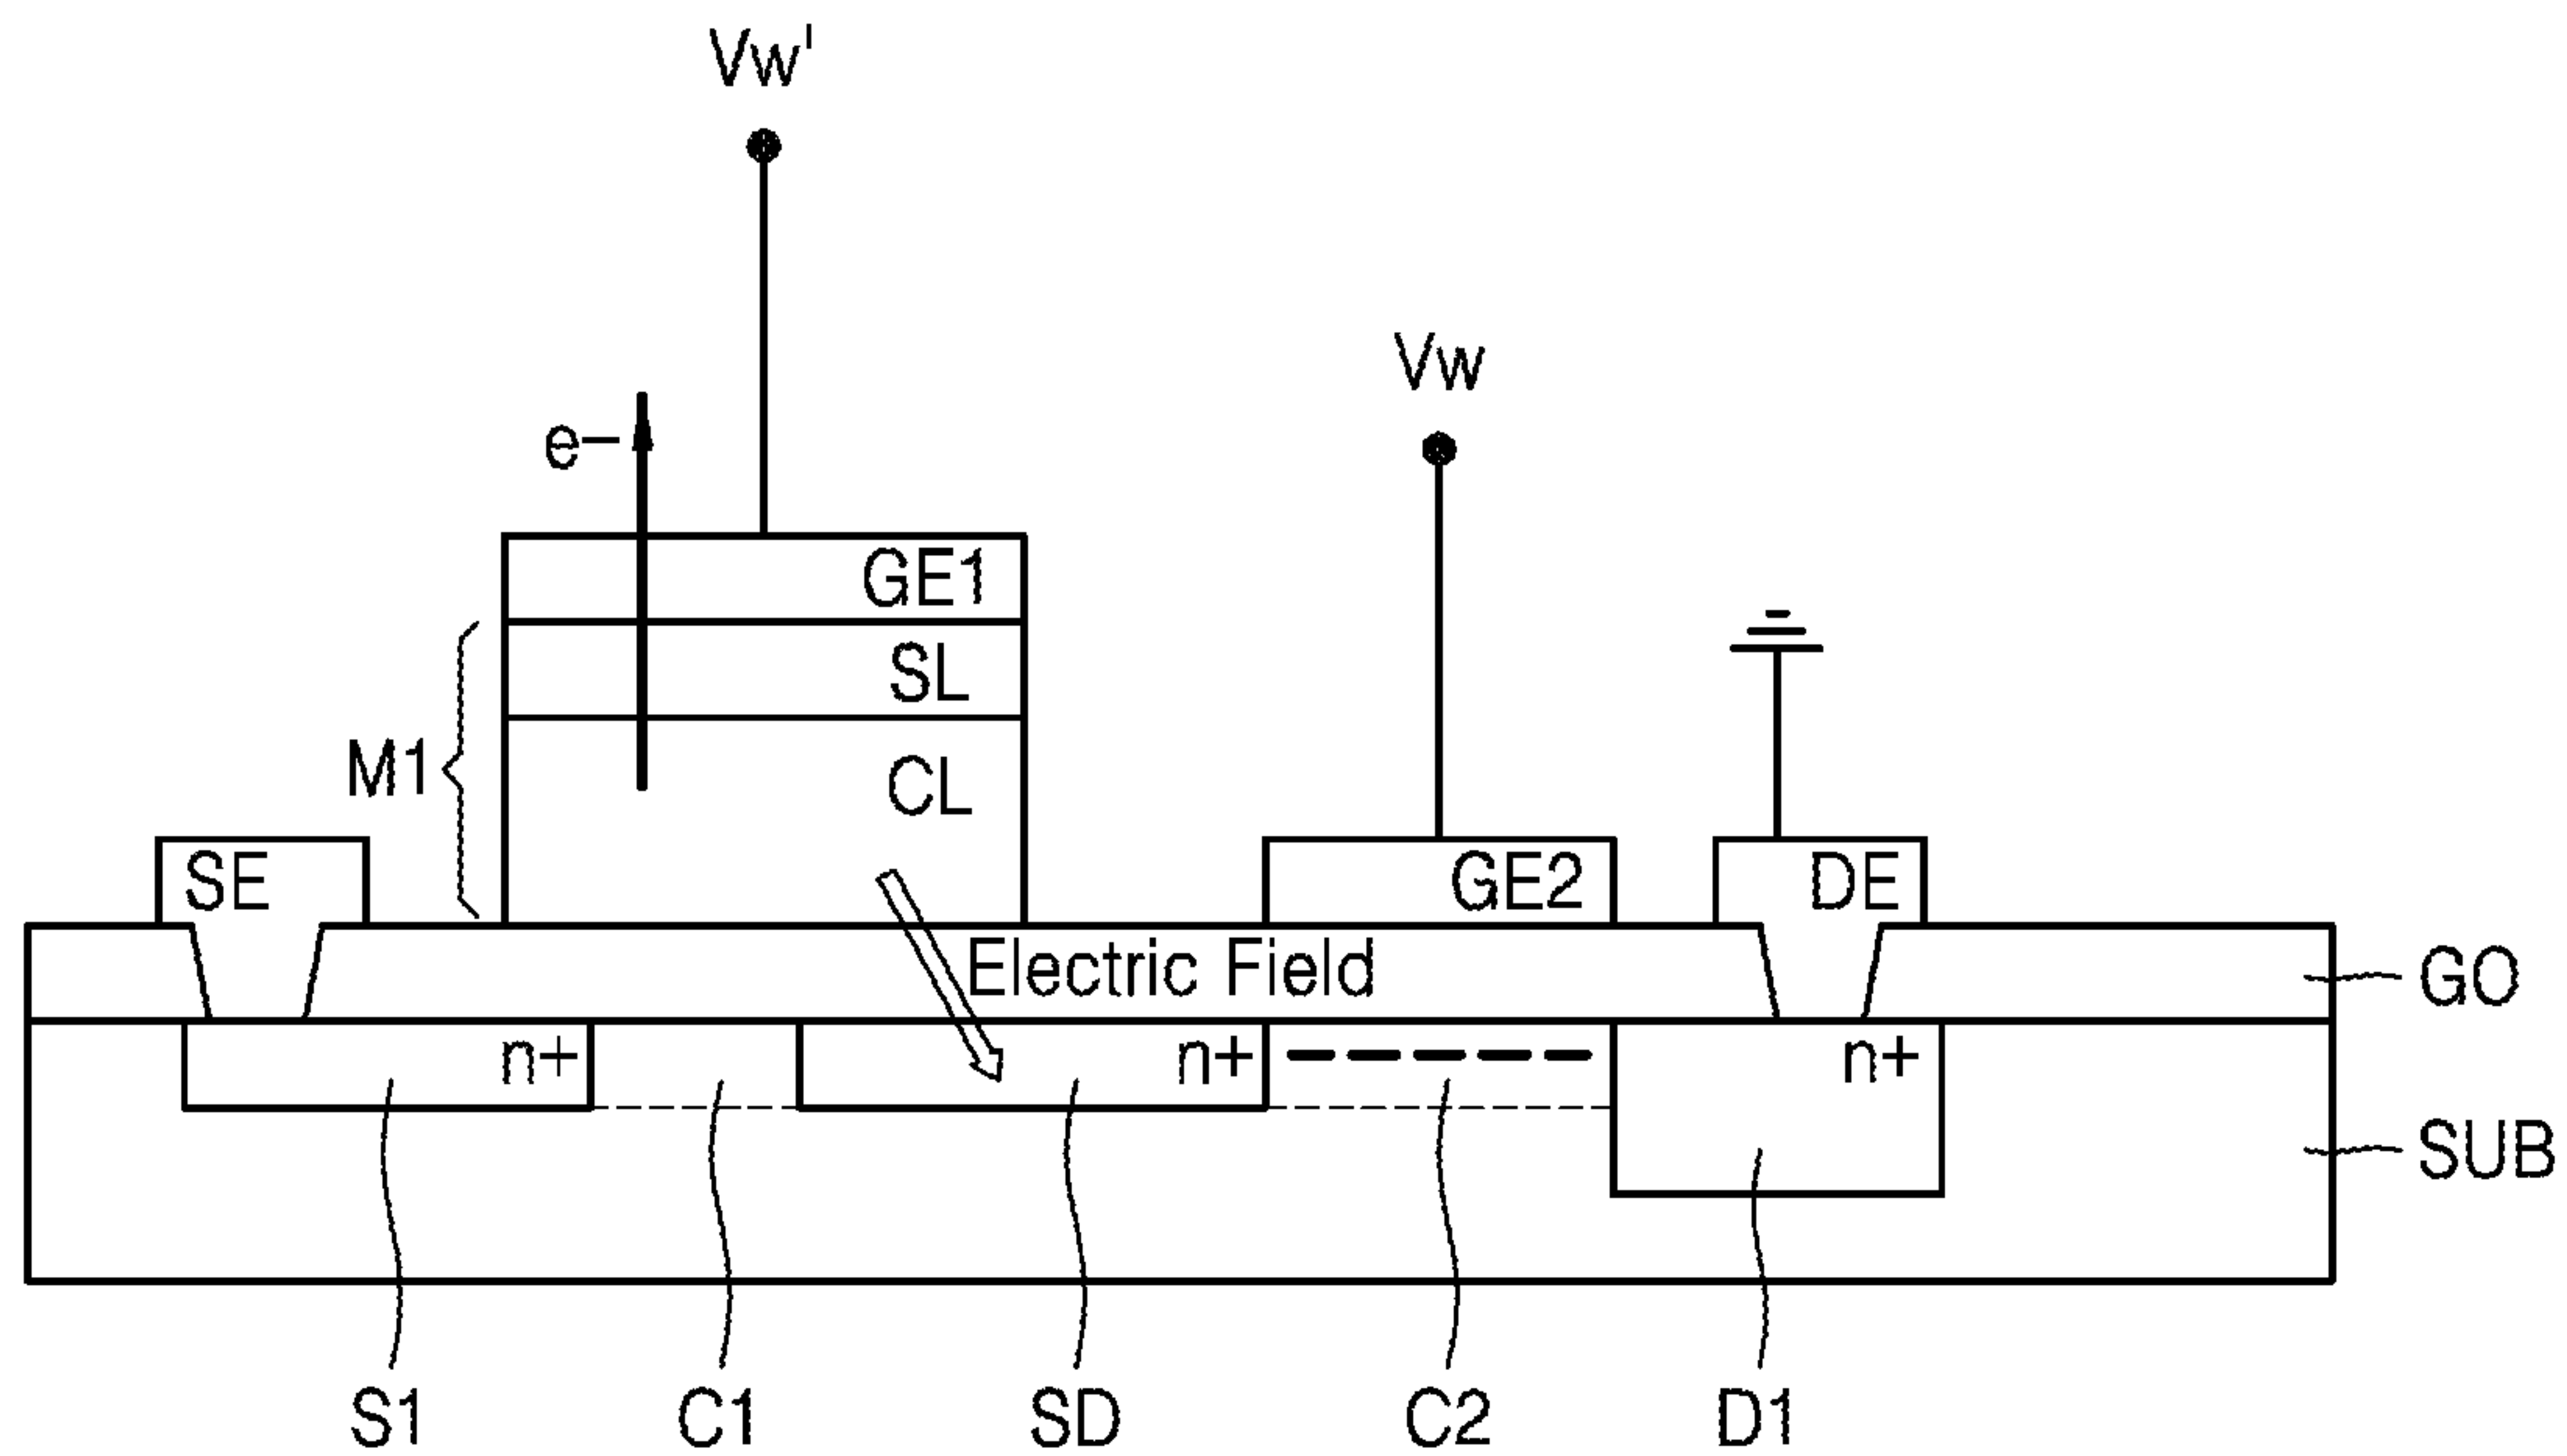 Vw'
Vw
e−
GE1
SL
M1
CL
SE
GE2
DE
Electric Field
GO
n+
n+
n+
SUB
S1
C1
SD
C2
D1